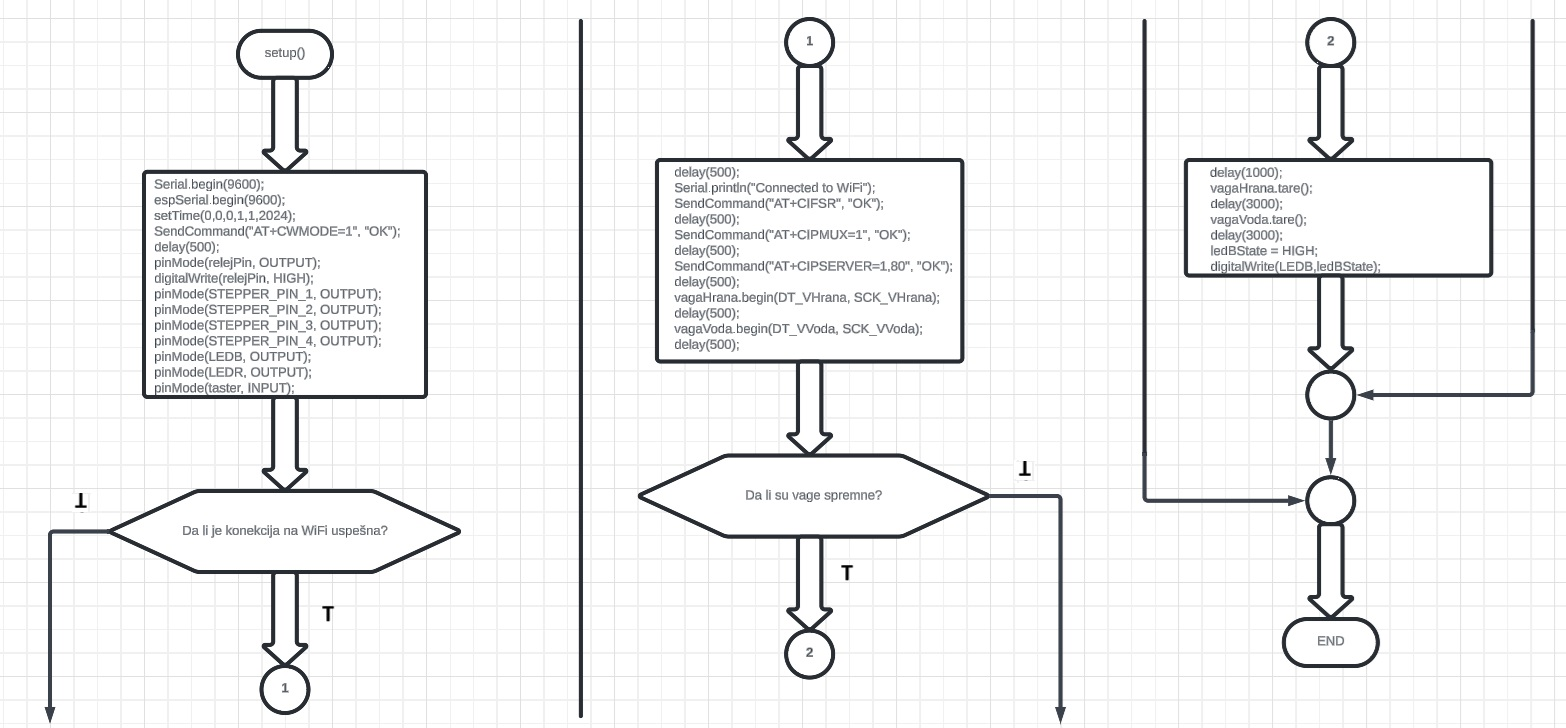 setup()
Serial.begin(9600);
espSerial.begin(9600);
setTime(0,0,0,1,1,2024);
SendCommand("AT+CWMODE=1", "OK");
delay(500);
pinMode(relejPin, OUTPUT);
digitalWrite(relejPin, HIGH);
pinMode(STEPPER_PIN_1, OUTPUT);
pinMode(STEPPER_PIN_2, OUTPUT);
pinMode(STEPPER_PIN_3, OUTPUT);
pinMode(STEPPER_PIN_4, OUTPUT);
pinMode(LEDB, OUTPUT);
pinMode(LEDR, OUTPUT);
pinMode(taster, INPUT);
⊥
Da li je konekcija na WiFi uspešna?
T
1
1
delay(500);
Serial.println("Connected to WiFi");
SendCommand("AT+CIFSR", "OK");
delay(500);
SendCommand("AT+CIPMUX=1", "OK");
delay(500);
SendCommand("AT+CIPSERVER=1,80", "OK");
delay(500);
vagaHrana.begin(DT_VHrana, SCK_VHrana);
delay(500);
vagaVoda.begin(DT_VVoda, SCK_VVoda);
delay(500);
⊥
Da li su vage spremne?
T
2
2
delay(1000);
vagaHrana.tare();
delay(3000);
vagaVoda.tare();
delay(3000);
ledBState = HIGH;
digitalWrite(LEDB,ledBState);
END